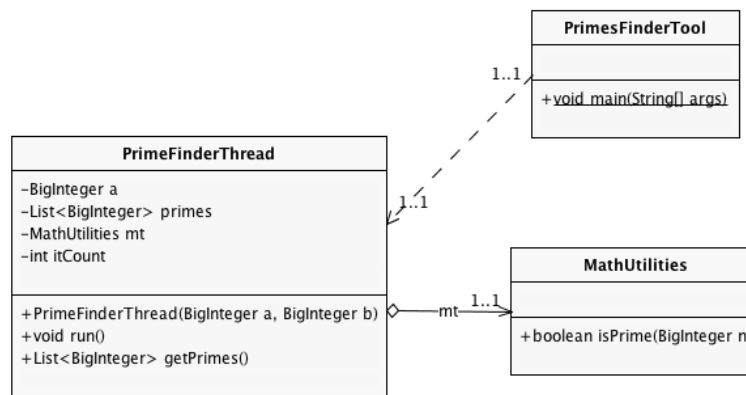 PrimesFinderTool
+void main(String[] args)
1..1
1..1
PrimeFinderThread
-BigInteger a
-List<BigInteger> primes
-MathUtilities mt
-int itCount
+PrimeFinderThread(BigInteger a, BigInteger b)
+void run()
+List<BigInteger> getPrimes()
mt
1..1
MathUtilities
+boolean isPrime(BigInteger n